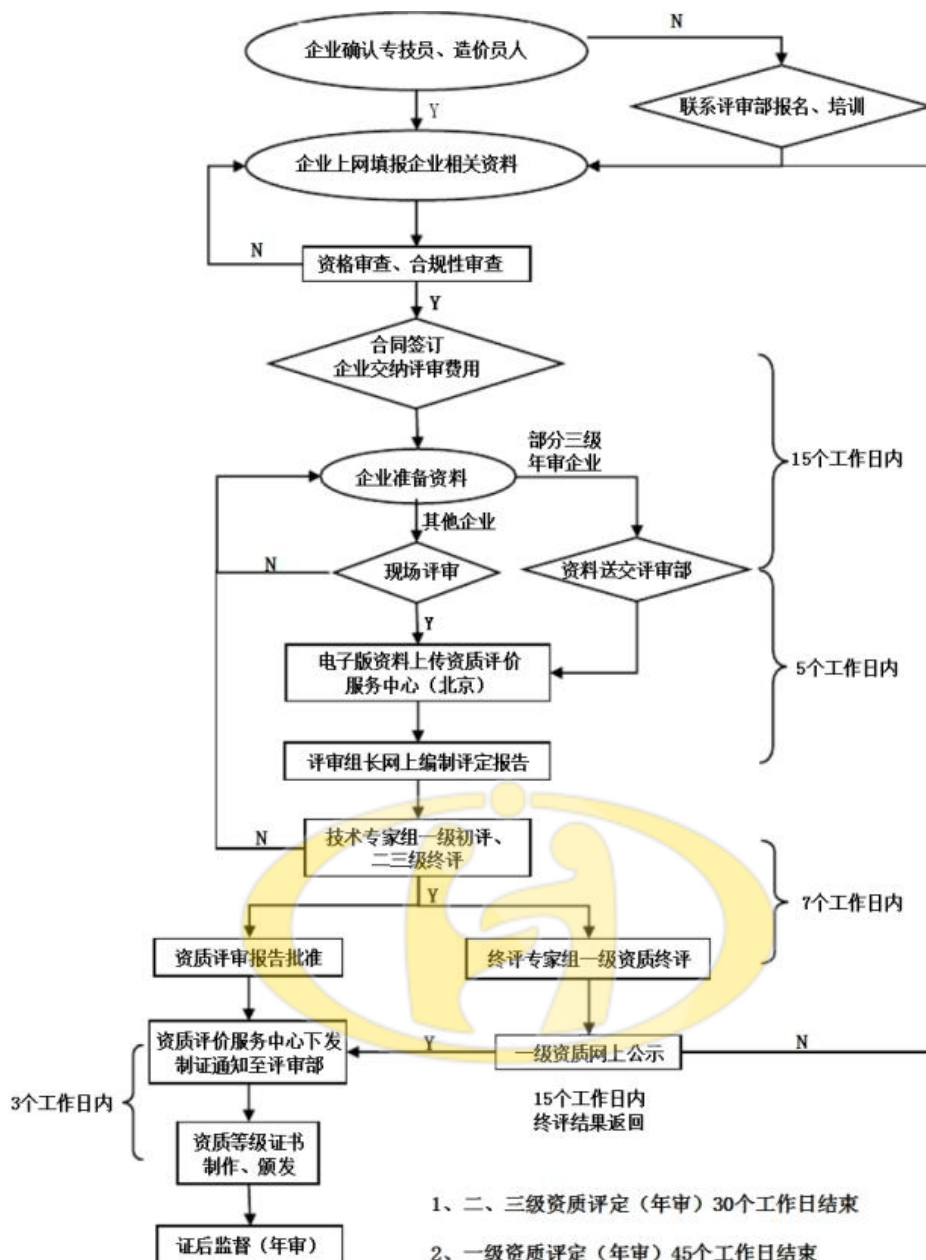 企业确认专技员、造价员人
N
Y
联系评审部报名、培训
企业上网填报企业相关资料
N
资格审查、合规性审查
Y
合同签订
企业交纳评审费用
部分三级
年审企业
15个工作日内
企业准备资料
其他企业
N
现场评审
资料送交评审部
Y
电子版资料上传资质评价
服务中心（北京）
5个工作日内
评审组长网上编制评定报告
N
技术专家组一级初评、
二三级终评
Y
7个工作日内
资质评审报告批准
终评专家组一级资质终评
资质评价服务中心下发
制证通知至评审部
Y
一级资质网上公示
N
3个工作日内
15个工作日内
终评结果返回
资质等级证书
制作、颁发
1、二、三级资质评定（年审）30个工作日结束
证后监督（年审）
2、一级资质评定（年审）45个工作日结束